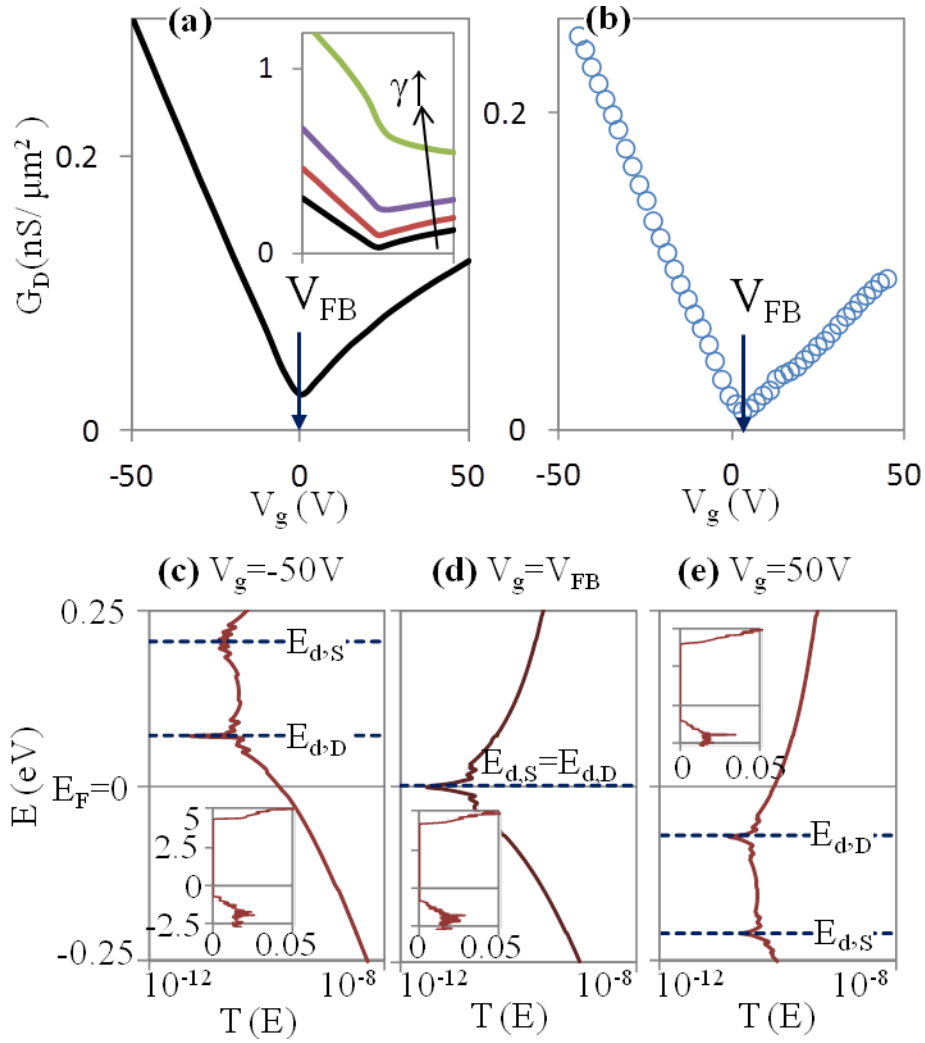 (a)
(b)
1
γ↑
0
0.2
0
G_D (nS/ μm²)
V_FB
-50
0
50
V_g (V)
0.2
0
V_FB
-50
0
50
V_g (V)
(c) V_g=-50V
(d) V_g=V_FB
(e) V_g=50V
0.25
E_F=0
-0.25
E (eV)
E_d,S
E_d,D
5
2.5
0
-2.5
0
0.05
10⁻¹²
10⁻⁸
T (E)
E_d,S=E_d,D
0
0.05
10⁻¹²
10⁻⁸
T (E)
0
0.05
E_d,D
E_d,S
10⁻¹²
10⁻⁸
T (E)